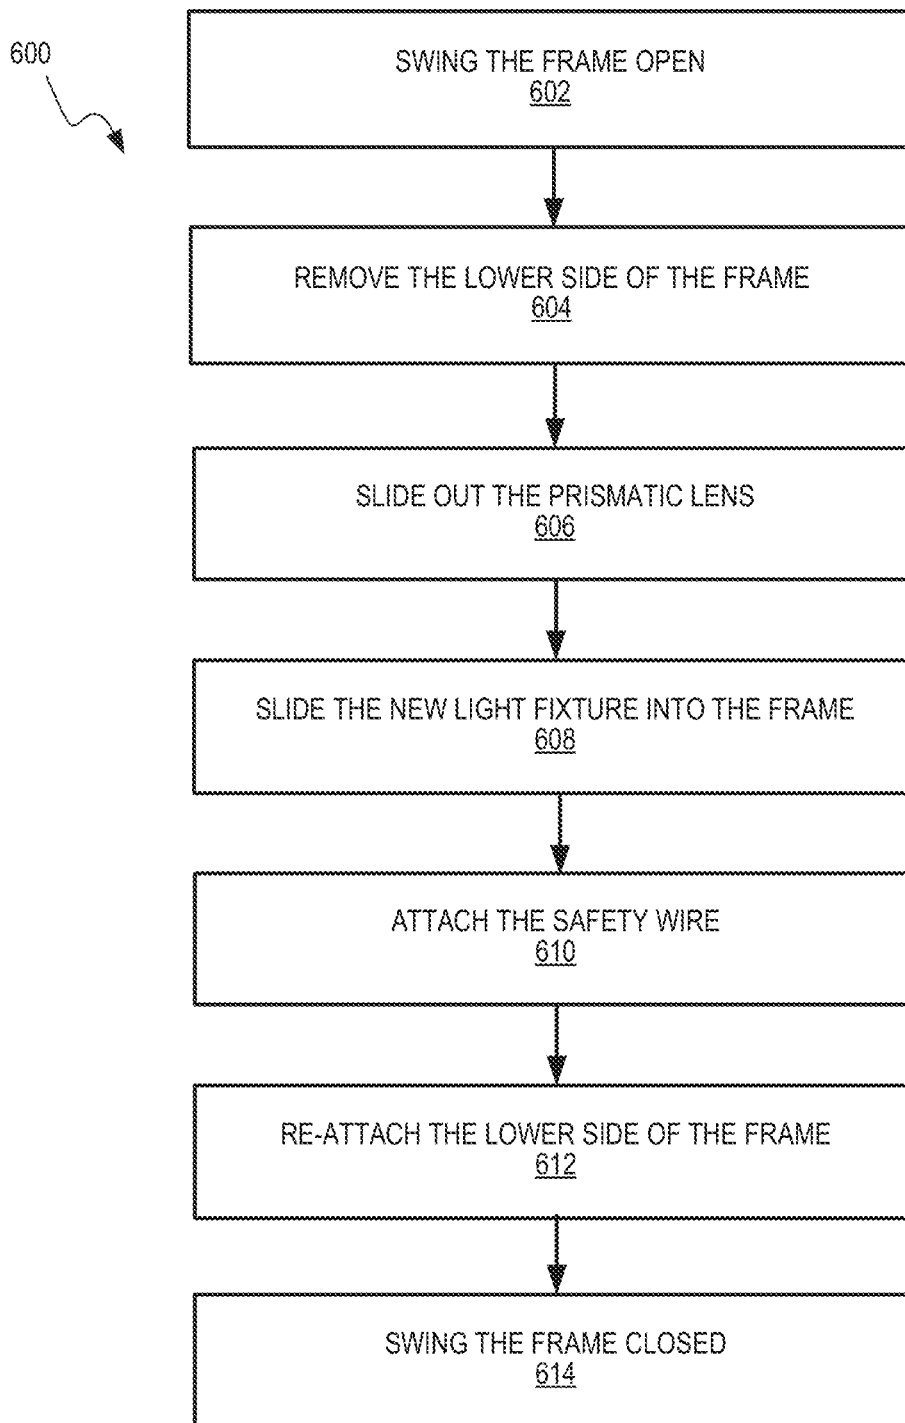 600
SWING THE FRAME OPEN
602
REMOVE THE LOWER SIDE OF THE FRAME
604
SLIDE OUT THE PRISMATIC LENS
606
SLIDE THE NEW LIGHT FIXTURE INTO THE FRAME
608
ATTACH THE SAFETY WIRE
610
RE-ATTACH THE LOWER SIDE OF THE FRAME
612
SWING THE FRAME CLOSED
614